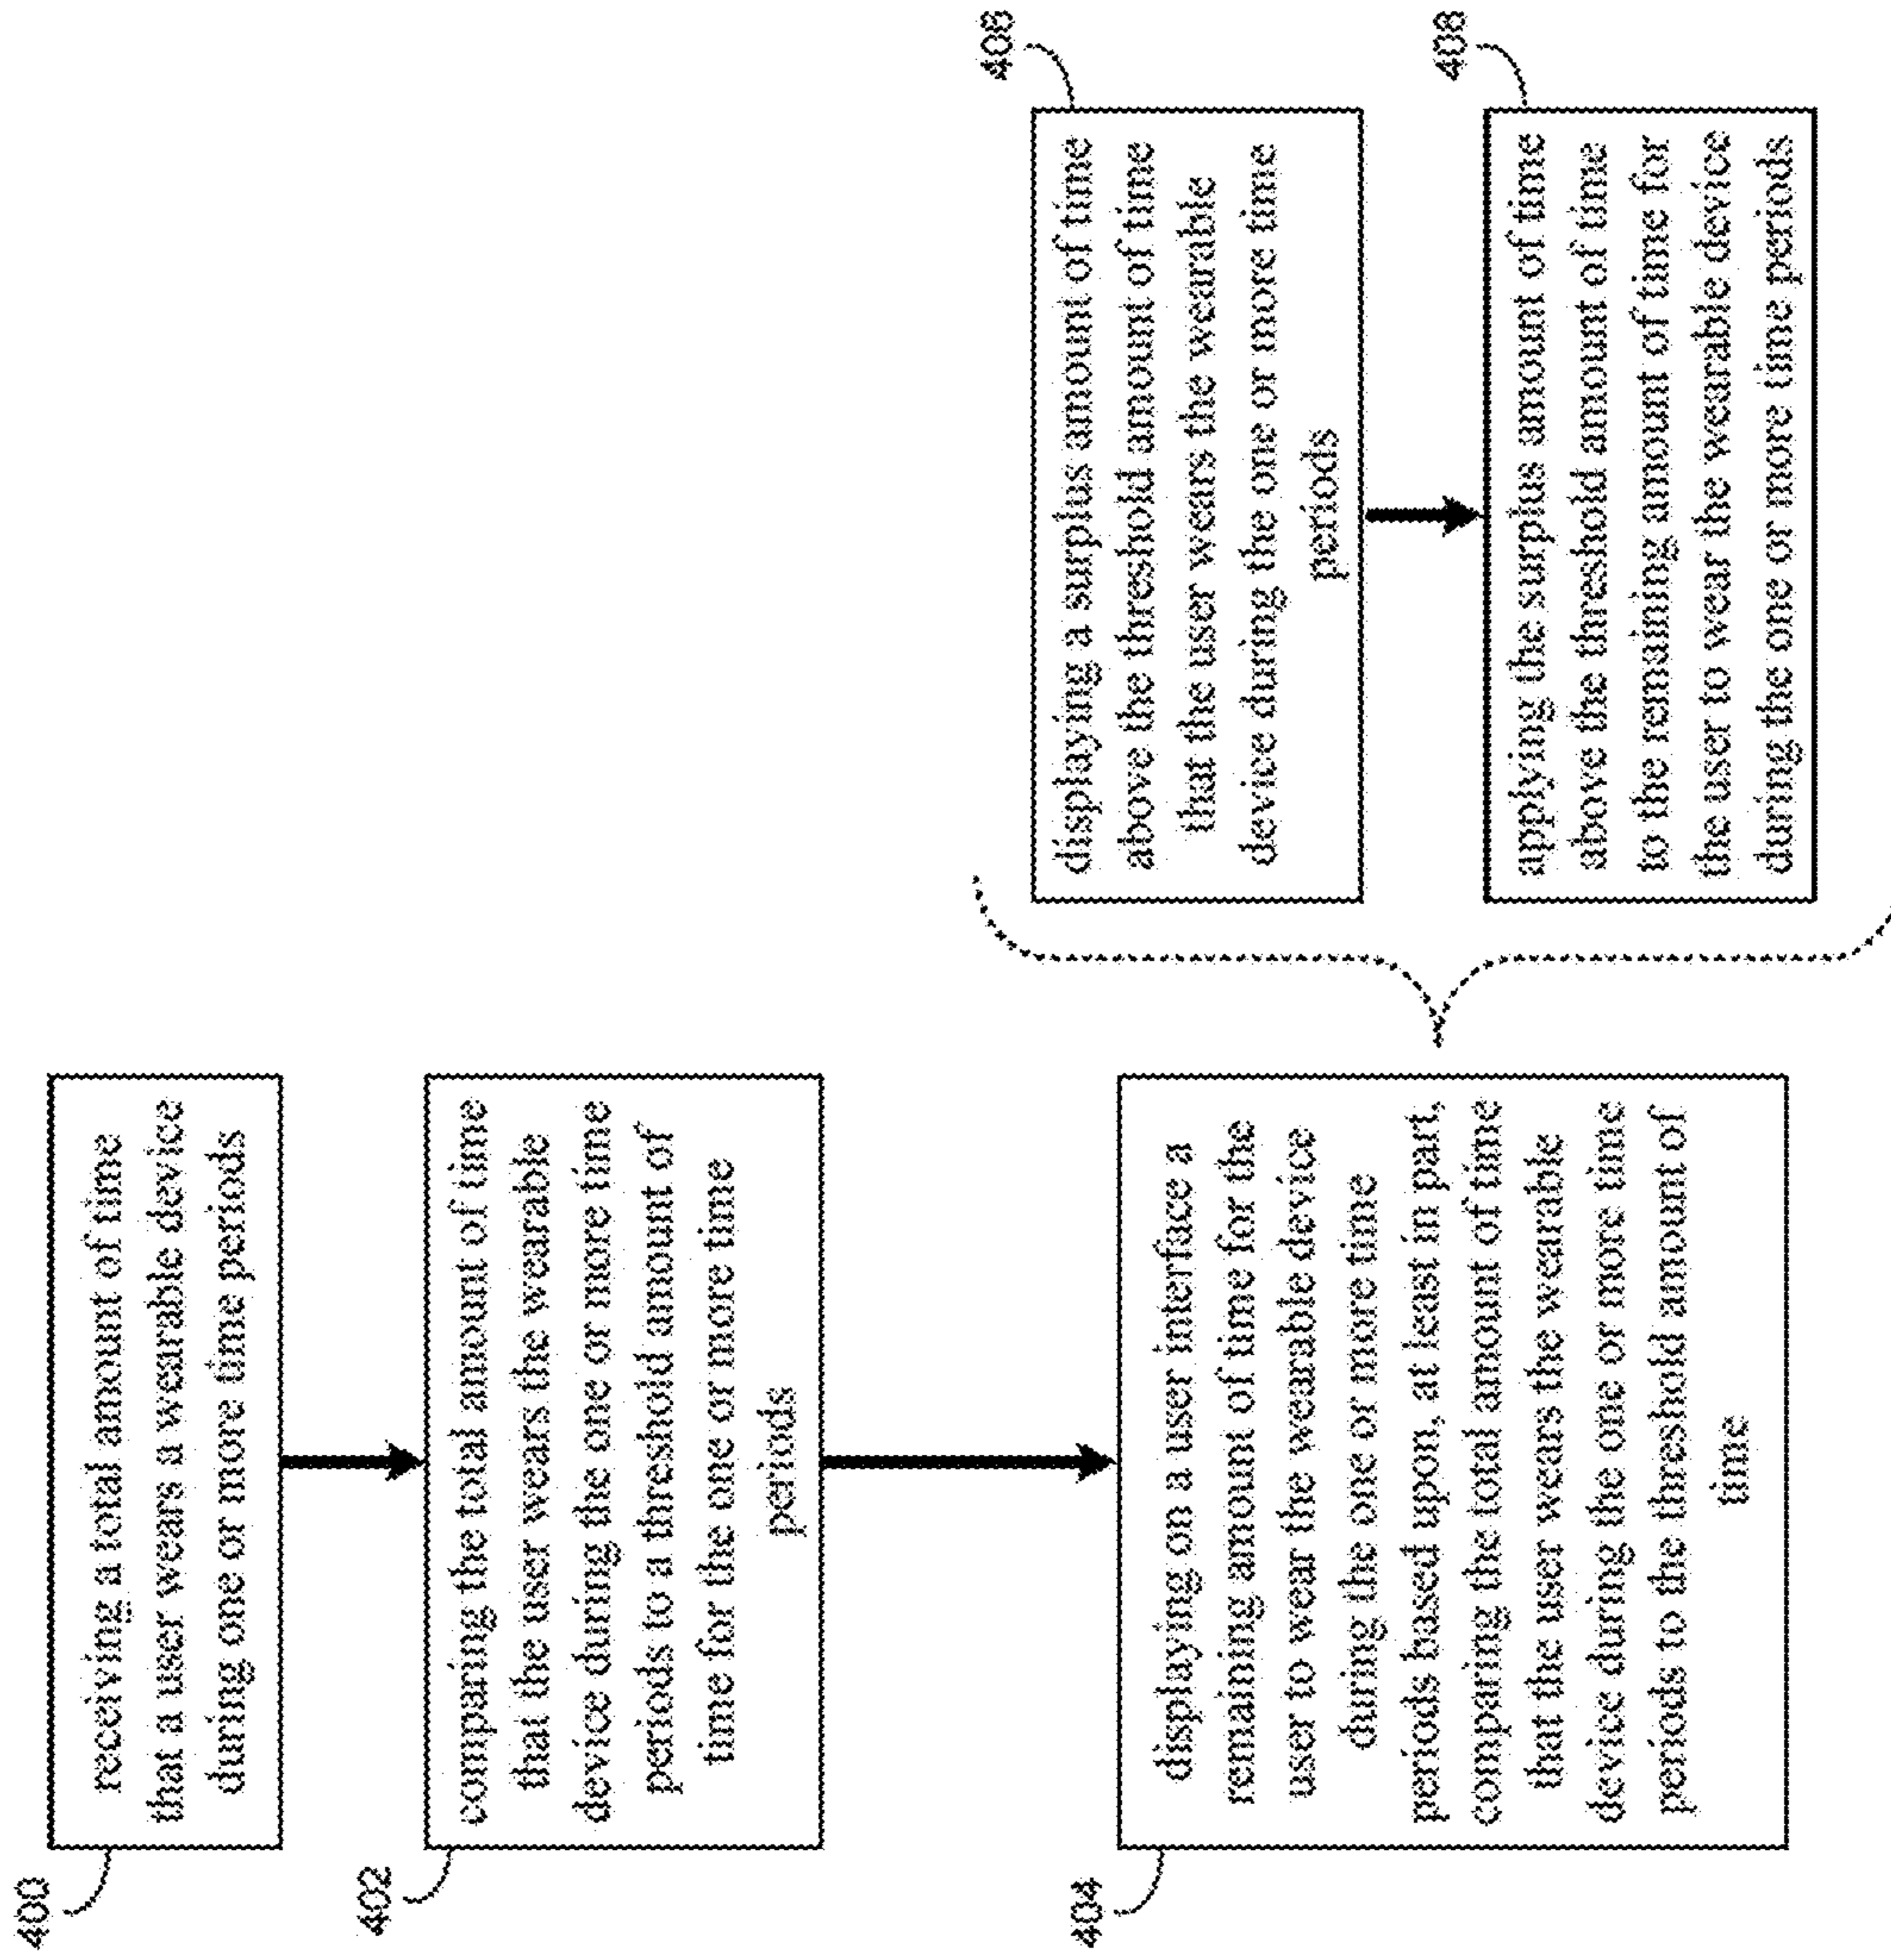 400
receiving a total amount of time
that a user wears a wearable device
during one or more time periods
402
comparing the total amount of time
that the user wears the wearable
device during the one or more time
periods to a threshold amount of
time for the one or more time
periods
404
displaying on a user interface a
remaining amount of time for the
user to wear the wearable device
during the one or more time
periods based upon, at least in part,
comparing the total amount of time
that the user wears the wearable
device during the one or more time
periods to the threshold amount of
time
408
displaying a surplus amount of time
above the threshold amount of time
that the user wears the wearable
device during the one or more time
periods
408
applying the surplus amount of time
above the threshold amount of time
to the remaining amount of time for
the user to wear the wearable device
during the one or more time periods